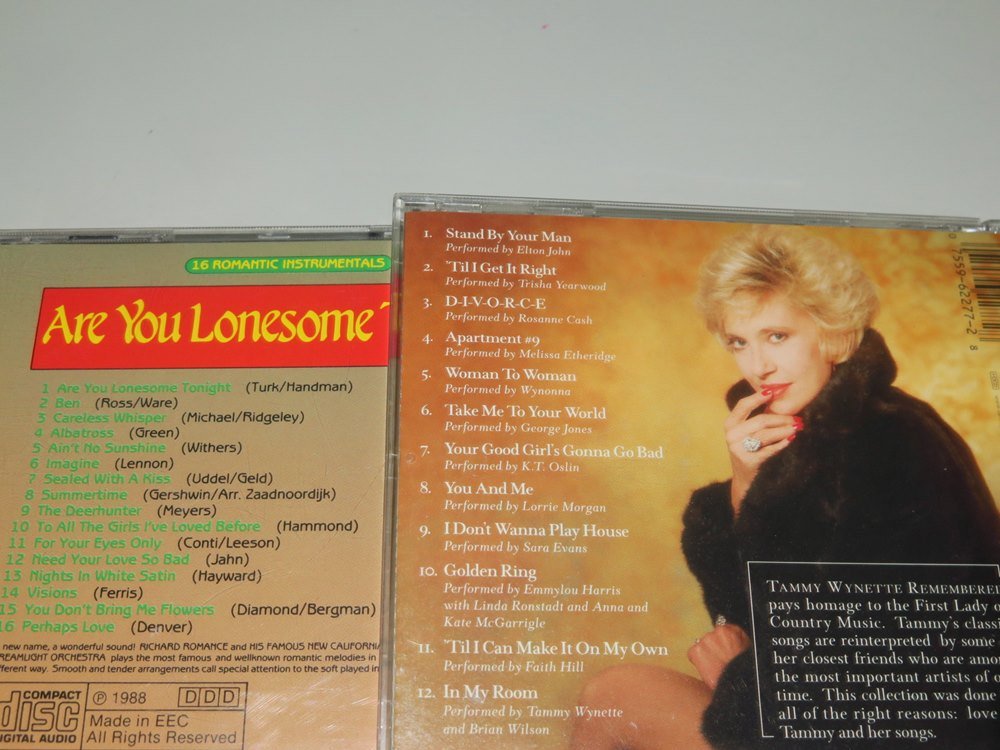 16 ROMANTIC INSTRUMENTALS
Are You Lonesome
1 Are You Lonesome Tonight (Turk/Handman)
2 Ben (Ross/Ware)
3 Careless Whisper (Michael/Ridgeley)
4 Albatross (Green)
5 Ain't No Sunshine (Withers)
6 Imagine (Lennon)
7 Sealed With A Kiss (Uddel/Geld)
8 Summertime (Gershwin/Arr. Zaadnoordijk)
9 The Deerhunter (Meyers)
10 To All The Girls I've Loved Before (Hammond)
11 For Your Eyes Only (Conti/Leeson)
12 Need Your Love So Bad (Jahn)
13 Nights In White Satin (Hayward)
14 Visions (Ferris)
15 You Don't Bring Me Flowers (Diamond/Bergman)
16 Perhaps Love (Denver)
new name, a wonderful sound! RICHARD ROMANCE and HIS FAMOUS NEW CALIFORNIA
REAMLIGHT ORCHESTRA plays the most famous and wellknown romantic melodies in
fferent way. Smooth and tender arrangements call special attention to the soft played in
COMPACT
disc
DIGITAL AUDIO
℗ 1988
DDD
Made in EEC
All Rights Reserved
1. Stand By Your Man
Performed by Elton John
2. 'Til I Get It Right
Performed by Trisha Yearwood
3. D-I-V-O-R-C-E
Performed by Rosanne Cash
4. Apartment #9
Performed by Melissa Etheridge
5. Woman To Woman
Performed by Wynonna
6. Take Me To Your World
Performed by George Jones
7. Your Good Girl's Gonna Go Bad
Performed by K.T. Oslin
8. You And Me
Performed by Lorrie Morgan
9. I Don't Wanna Play House
Performed by Sara Evans
10. Golden Ring
Performed by Emmylou Harris
with Linda Ronstadt and Anna and
Kate McGarrigle
11. 'Til I Can Make It On My Own
Performed by Faith Hill
12. In My Room
Performed by Tammy Wynette
and Brian Wilson
0 7559-62277-2 8
TAMMY WYNETTE REMEMBERED
pays homage to the First Lady o
Country Music. Tammy's classi
songs are reinterpreted by some
her closest friends who are amon
the most important artists of o
time. This collection was done
all of the right reasons: love
Tammy and her songs.